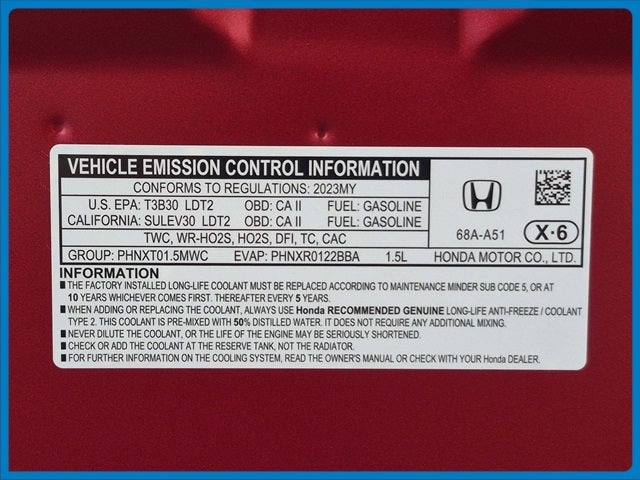 VEHICLE EMISSION CONTROL INFORMATION
CONFORMS TO REGULATIONS: 2023MY
U.S. EPA: T3B30 LDT2 OBD: CA II FUEL: GASOLINE
CALIFORNIA: SULEV30 LDT2 OBD: CA II FUEL: GASOLINE
TWC, WR-HO2S, HO2S, DFI, TC, CAC
GROUP: PHNXT01.5MWC EVAP: PHNXR0122BBA 1.5L
68A-A51 X·6
HONDA MOTOR CO., LTD.
INFORMATION
■ THE FACTORY INSTALLED LONG-LIFE COOLANT MUST BE REPLACED ACCORDING TO MAINTENANCE MINDER SUB CODE 5, OR AT
10 YEARS WHICHEVER COMES FIRST. THEREAFTER EVERY 5 YEARS.
■ WHEN ADDING OR REPLACING THE COOLANT, ALWAYS USE Honda RECOMMENDED GENUINE LONG-LIFE ANTI-FREEZE / COOLANT
TYPE 2. THIS COOLANT IS PRE-MIXED WITH 50% DISTILLED WATER. IT DOES NOT REQUIRE ANY ADDITIONAL MIXING.
■ NEVER DILUTE THE COOLANT, OR THE LIFE OF THE ENGINE MAY BE SERIOUSLY SHORTENED.
■ CHECK OR ADD THE COOLANT AT THE RESERVE TANK, NOT THE RADIATOR.
■ FOR FURTHER INFORMATION ON THE COOLING SYSTEM, READ THE OWNER'S MANUAL OR CHECK WITH YOUR Honda DEALER.